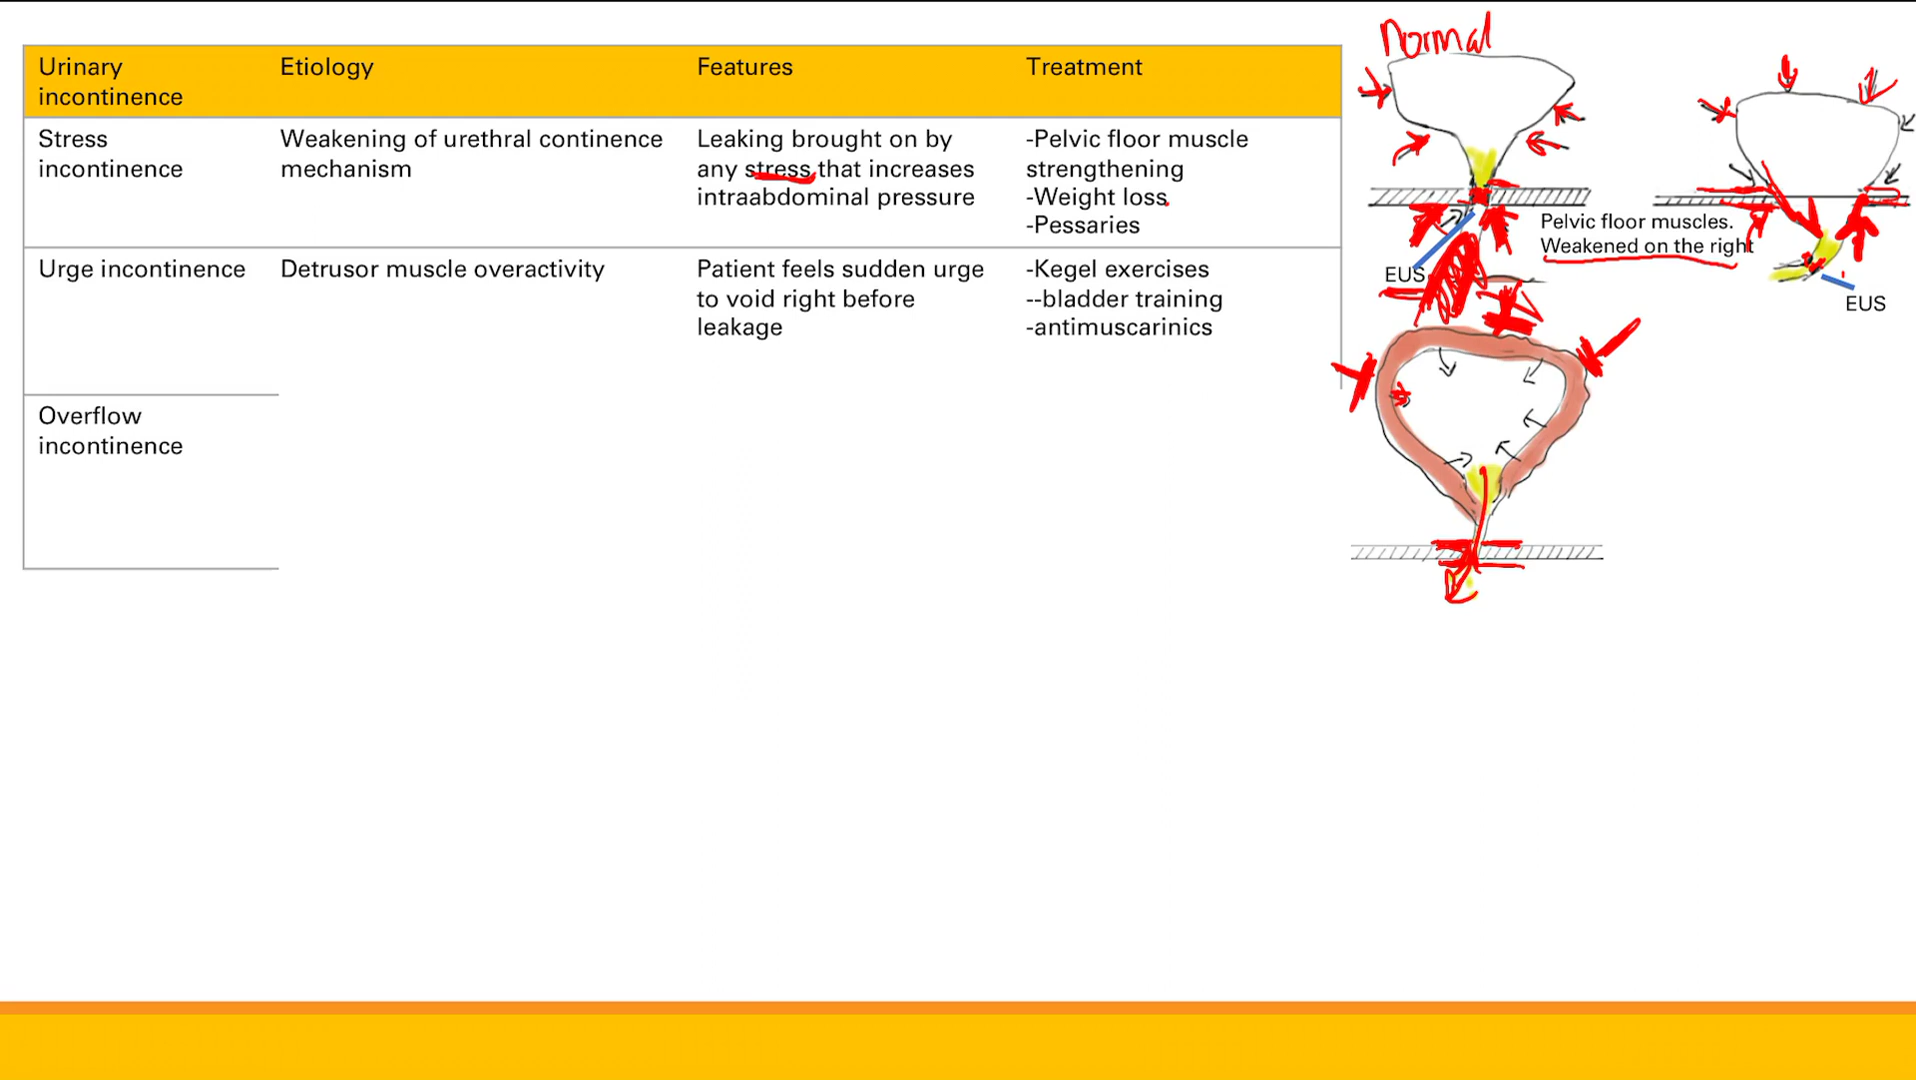 Normal
Urinary
incontinence
Etiology
Features
Treatment
Stress
incontinence
Weakening of urethral continence
mechanism
Leaking brought on by
any stress that increases
intraabdominal pressure
-Pelvic floor muscle
strengthening
-Weight loss
-Pessaries
Urge incontinence
Detrusor muscle overactivity
Patient feels sudden urge
to void right before
leakage
-Kegel exercises
--bladder training
-antimuscarinics
Overflow
incontinence
Pelvic floor muscles.
Weakened on the right
EUS
EUS